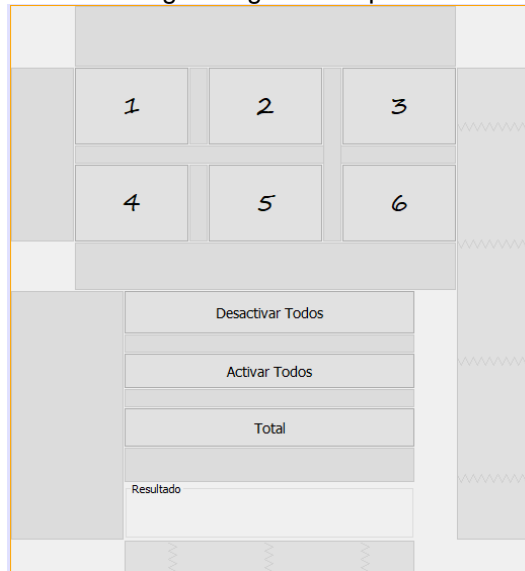 1 2 3
4 5 6
Desactivar Todos
Activar Todos
Total
Resultado